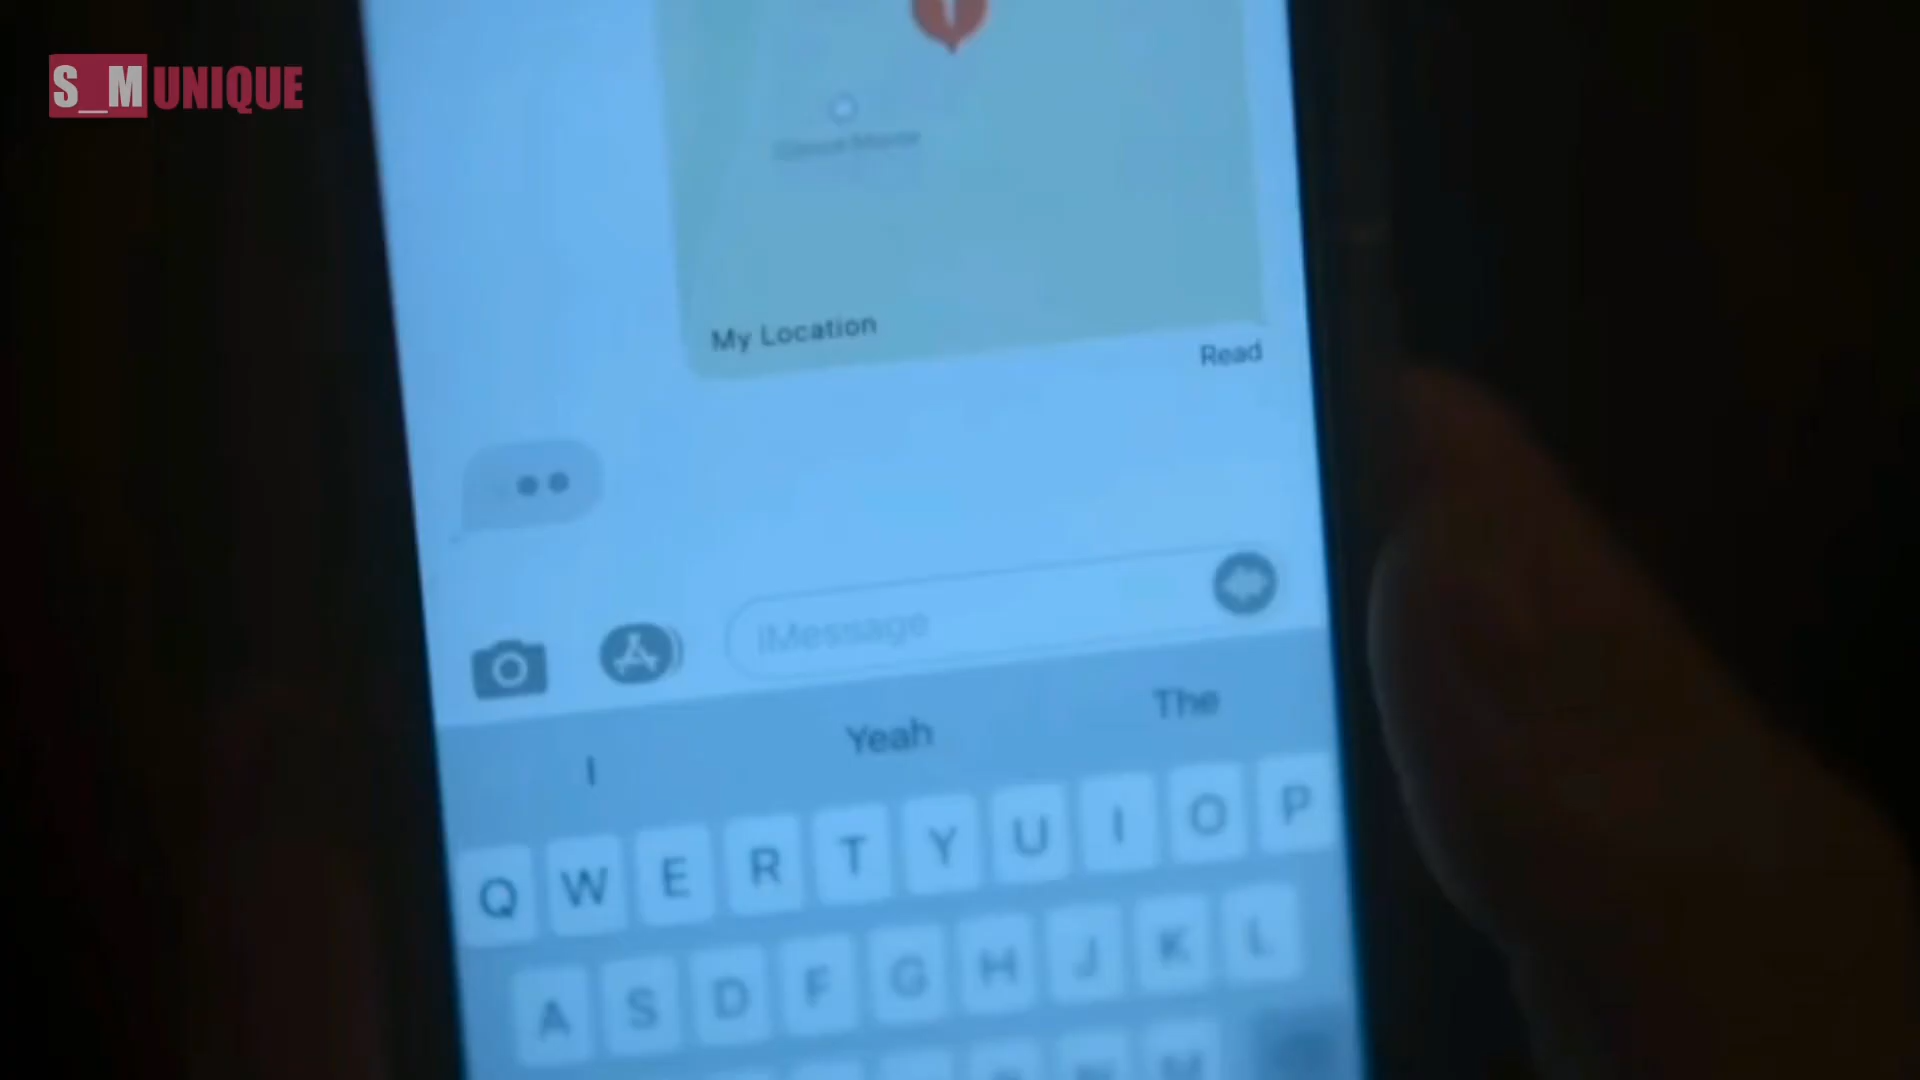 S_M UNIQUE
My Location
Read
iMessage
I Yeah The
Q W E R T Y U I O P
A S D F G H J K L
M